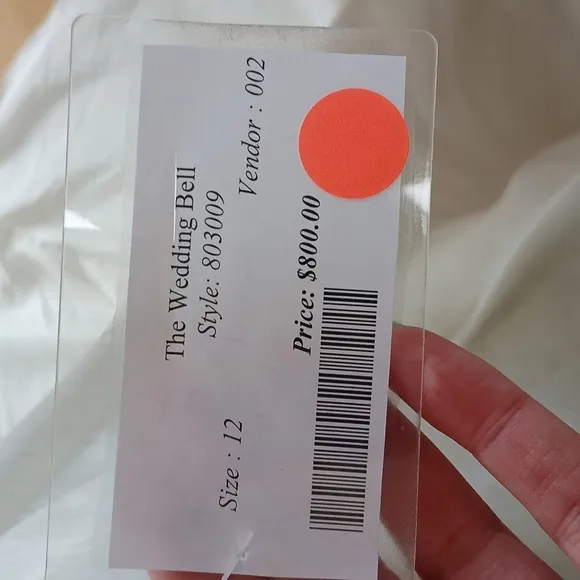 The Wedding Bell
Style: 803009
Size : 12
Vendor : 002
Price: $800.00